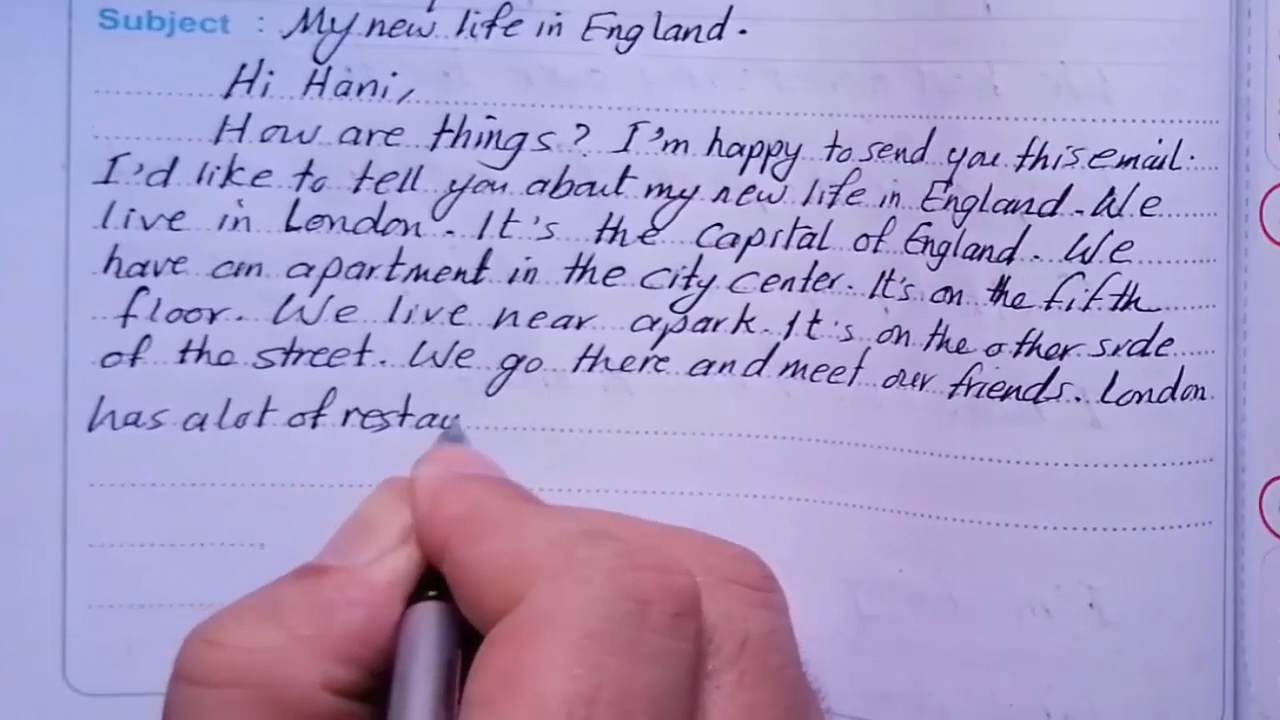 Subject : My new life in England.
Hi Hani,
How are things? I'm happy to send you this email.
I'd like to tell you about my new life in England. We
live in London. It's the capital of England. We
have an apartment in the city center. It's on the fifth
floor. We live near a park. It's on the other side
of the street. We go there and meet our friends. London
has a lot of restau